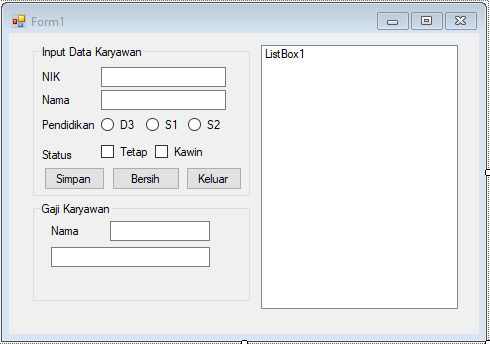 Form1
Input Data Karyawan
NIK
Nama
Pendidikan D3 S1 S2
Status Tetap Kawin
Simpan Bersih Keluar
Gaji Karyawan
Nama
ListBox1